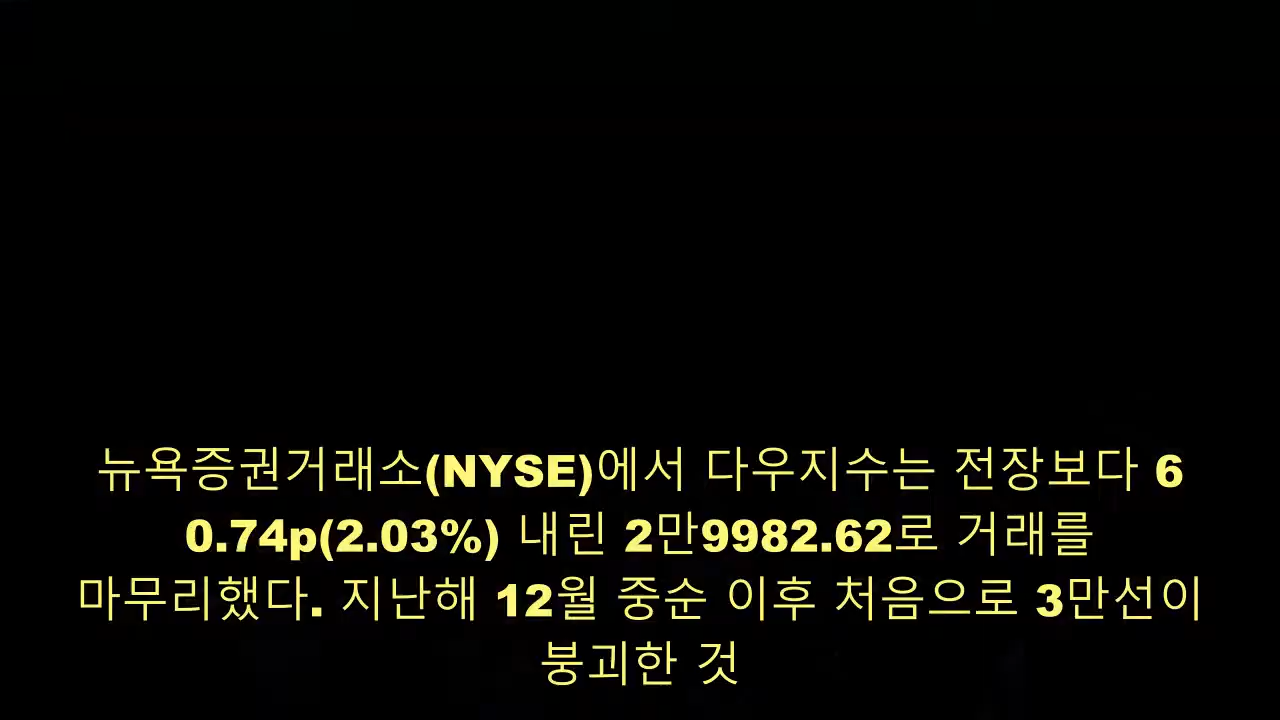 뉴욕증권거래소(NYSE)에서 다우지수는 전장보다 6
0.74p(2.03%) 내린 2만9982.62로 거래를
마무리했다. 지난해 12월 중순 이후 처음으로 3만선이
붕괴한 것